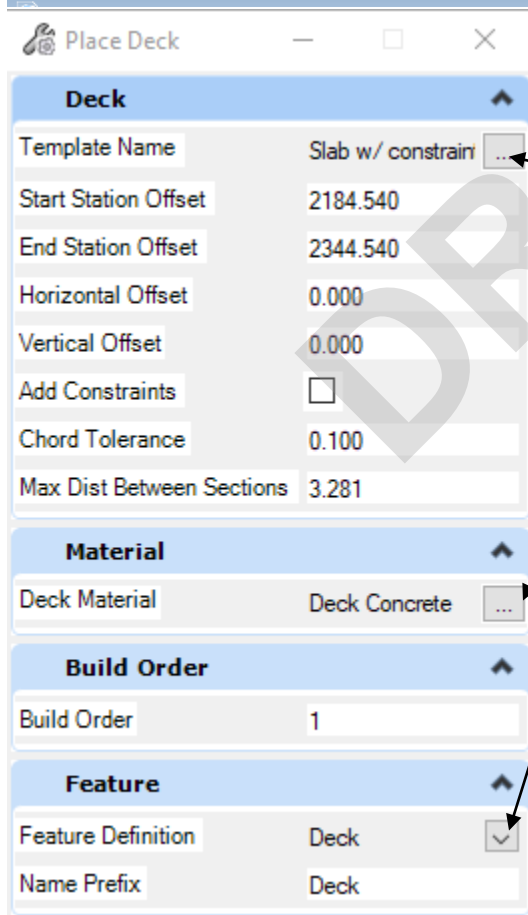 Place Deck
Deck
Template Name Slab w/ constrain ...
Start Station Offset 2184.540
End Station Offset 2344.540
Horizontal Offset 0.000
Vertical Offset 0.000
Add Constraints
Chord Tolerance 0.100
Max Dist Between Sections 3.281
Material
Deck Material Deck Concrete ...
Build Order
Build Order 1
Feature
Feature Definition Deck
Name Prefix Deck